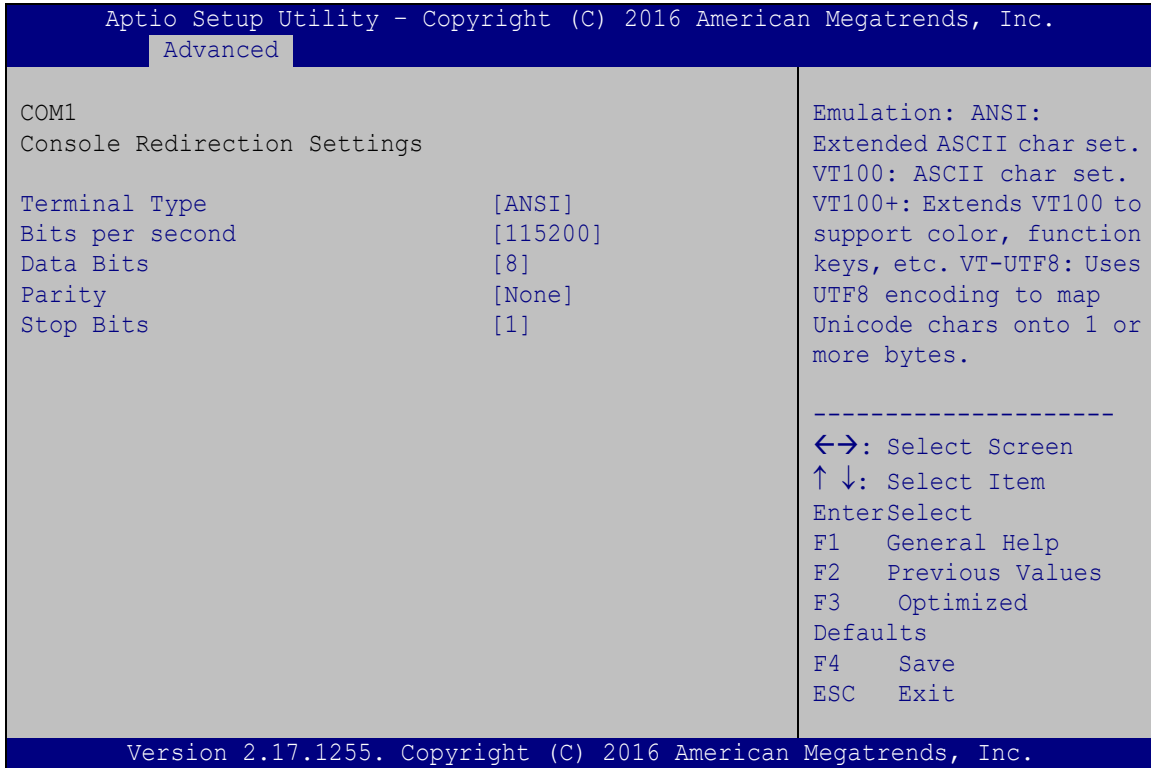 Aptio Setup Utility – Copyright (C) 2016 American Megatrends, Inc.
Advanced
COM1
Console Redirection Settings
Terminal Type [ANSI]
Bits per second [115200]
Data Bits [8]
Parity [None]
Stop Bits [1]
Emulation: ANSI:
Extended ASCII char set.
VT100: ASCII char set.
VT100+: Extends VT100 to
support color, function
keys, etc. VT-UTF8: Uses
UTF8 encoding to map
Unicode chars onto 1 or
more bytes.
---------------------
←→: Select Screen
↑ ↓: Select Item
EnterSelect
F1 General Help
F2 Previous Values
F3 Optimized
Defaults
F4 Save
ESC Exit
Version 2.17.1255. Copyright (C) 2016 American Megatrends, Inc.